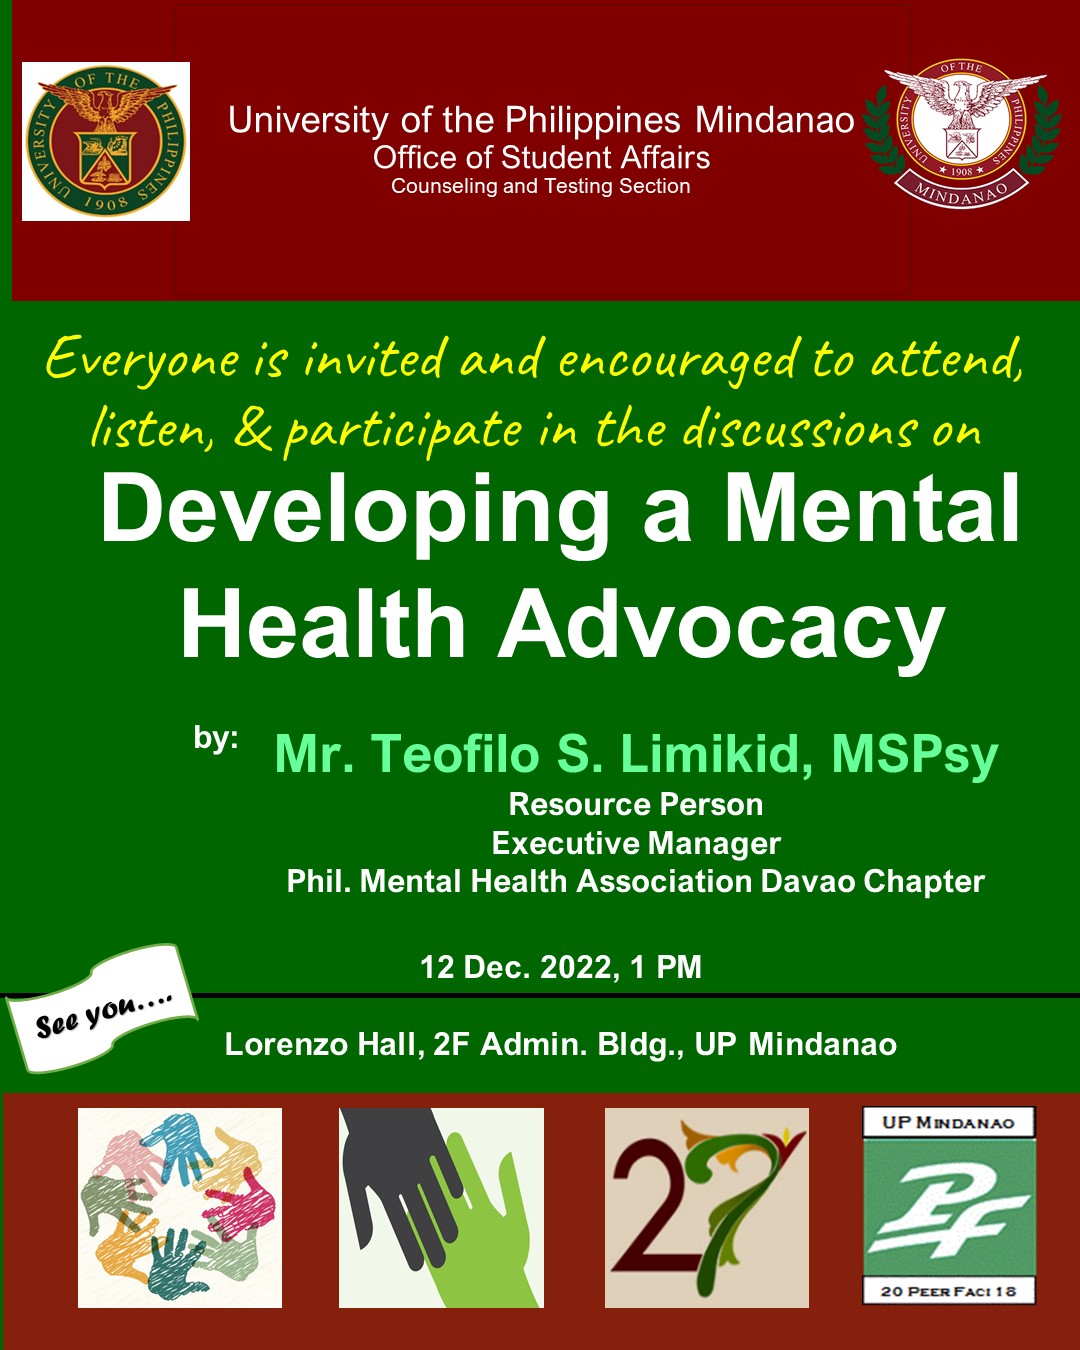 UNIVERSITY OF THE PHILIPPINES
1908
University of the Philippines Mindanao
Office of Student Affairs
Counseling and Testing Section
UNIVERSITY OF THE PHILIPPINES
★ 1908 ★
MINDANAO
Everyone is invited and encouraged to attend,
listen, & participate in the discussions on
Developing a Mental
Health Advocacy
by:
Mr. Teofilo S. Limikid, MSPsy
Resource Person
Executive Manager
Phil. Mental Health Association Davao Chapter
12 Dec. 2022, 1 PM
See you....
Lorenzo Hall, 2F Admin. Bldg., UP Mindanao
27
UP MINDANAO
PF
20 PEER FACI 18